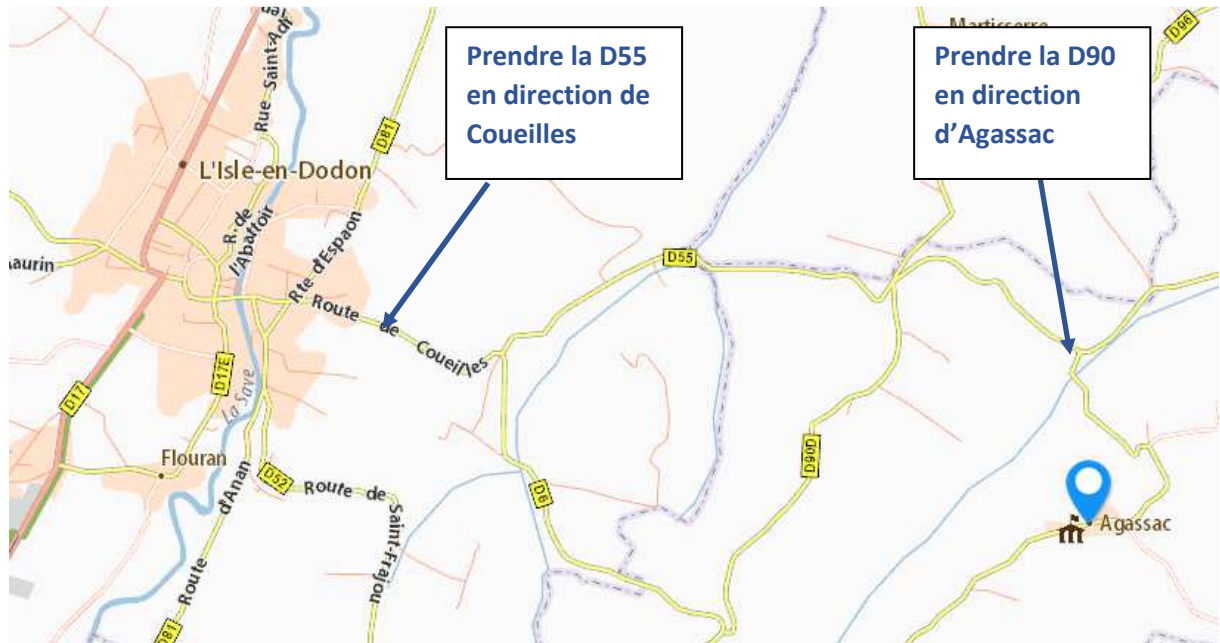 Prendre la D55
en direction de
Coueilles
Prendre la D90
en direction
d’Agassac
Marticserre
D96
Rue Saint-Adj
D81
L'Isle-en-Dodon
R. de
l'Abattoir
Rte d'Espaon
Aurin
D55
Route de Coueilles
D17E
D17
La Save
Flouran
D90D
D52
Route de
Saint-Frajou
D6
Route d'Anan
D81
Agassac